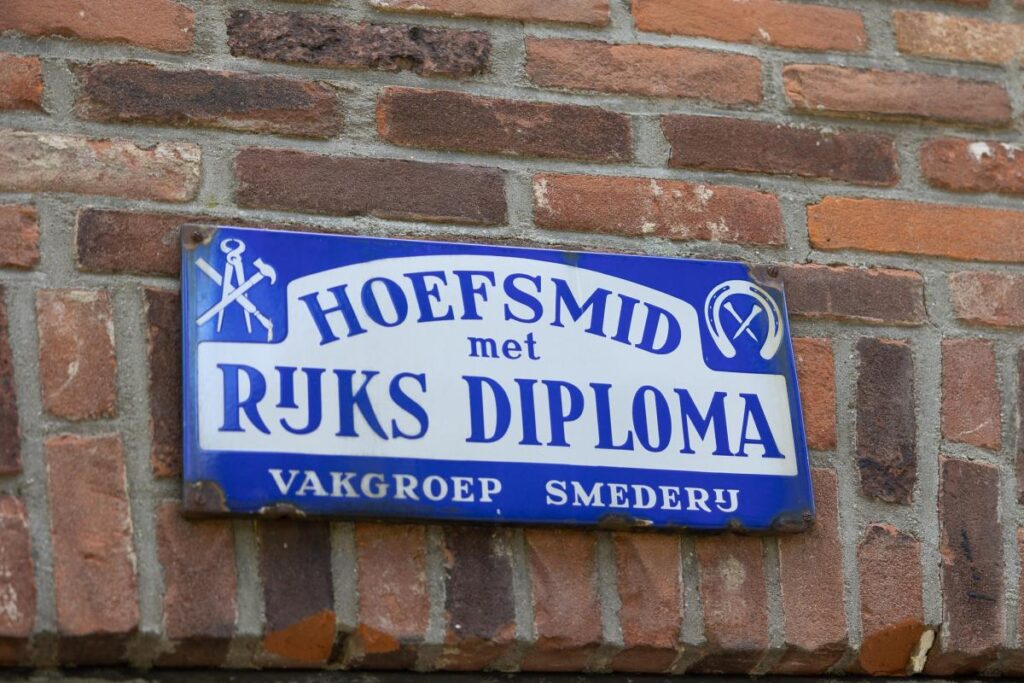 HOEFSMID
met
RIJKS DIPLOMA
VAKGROEP SMEDERIJ